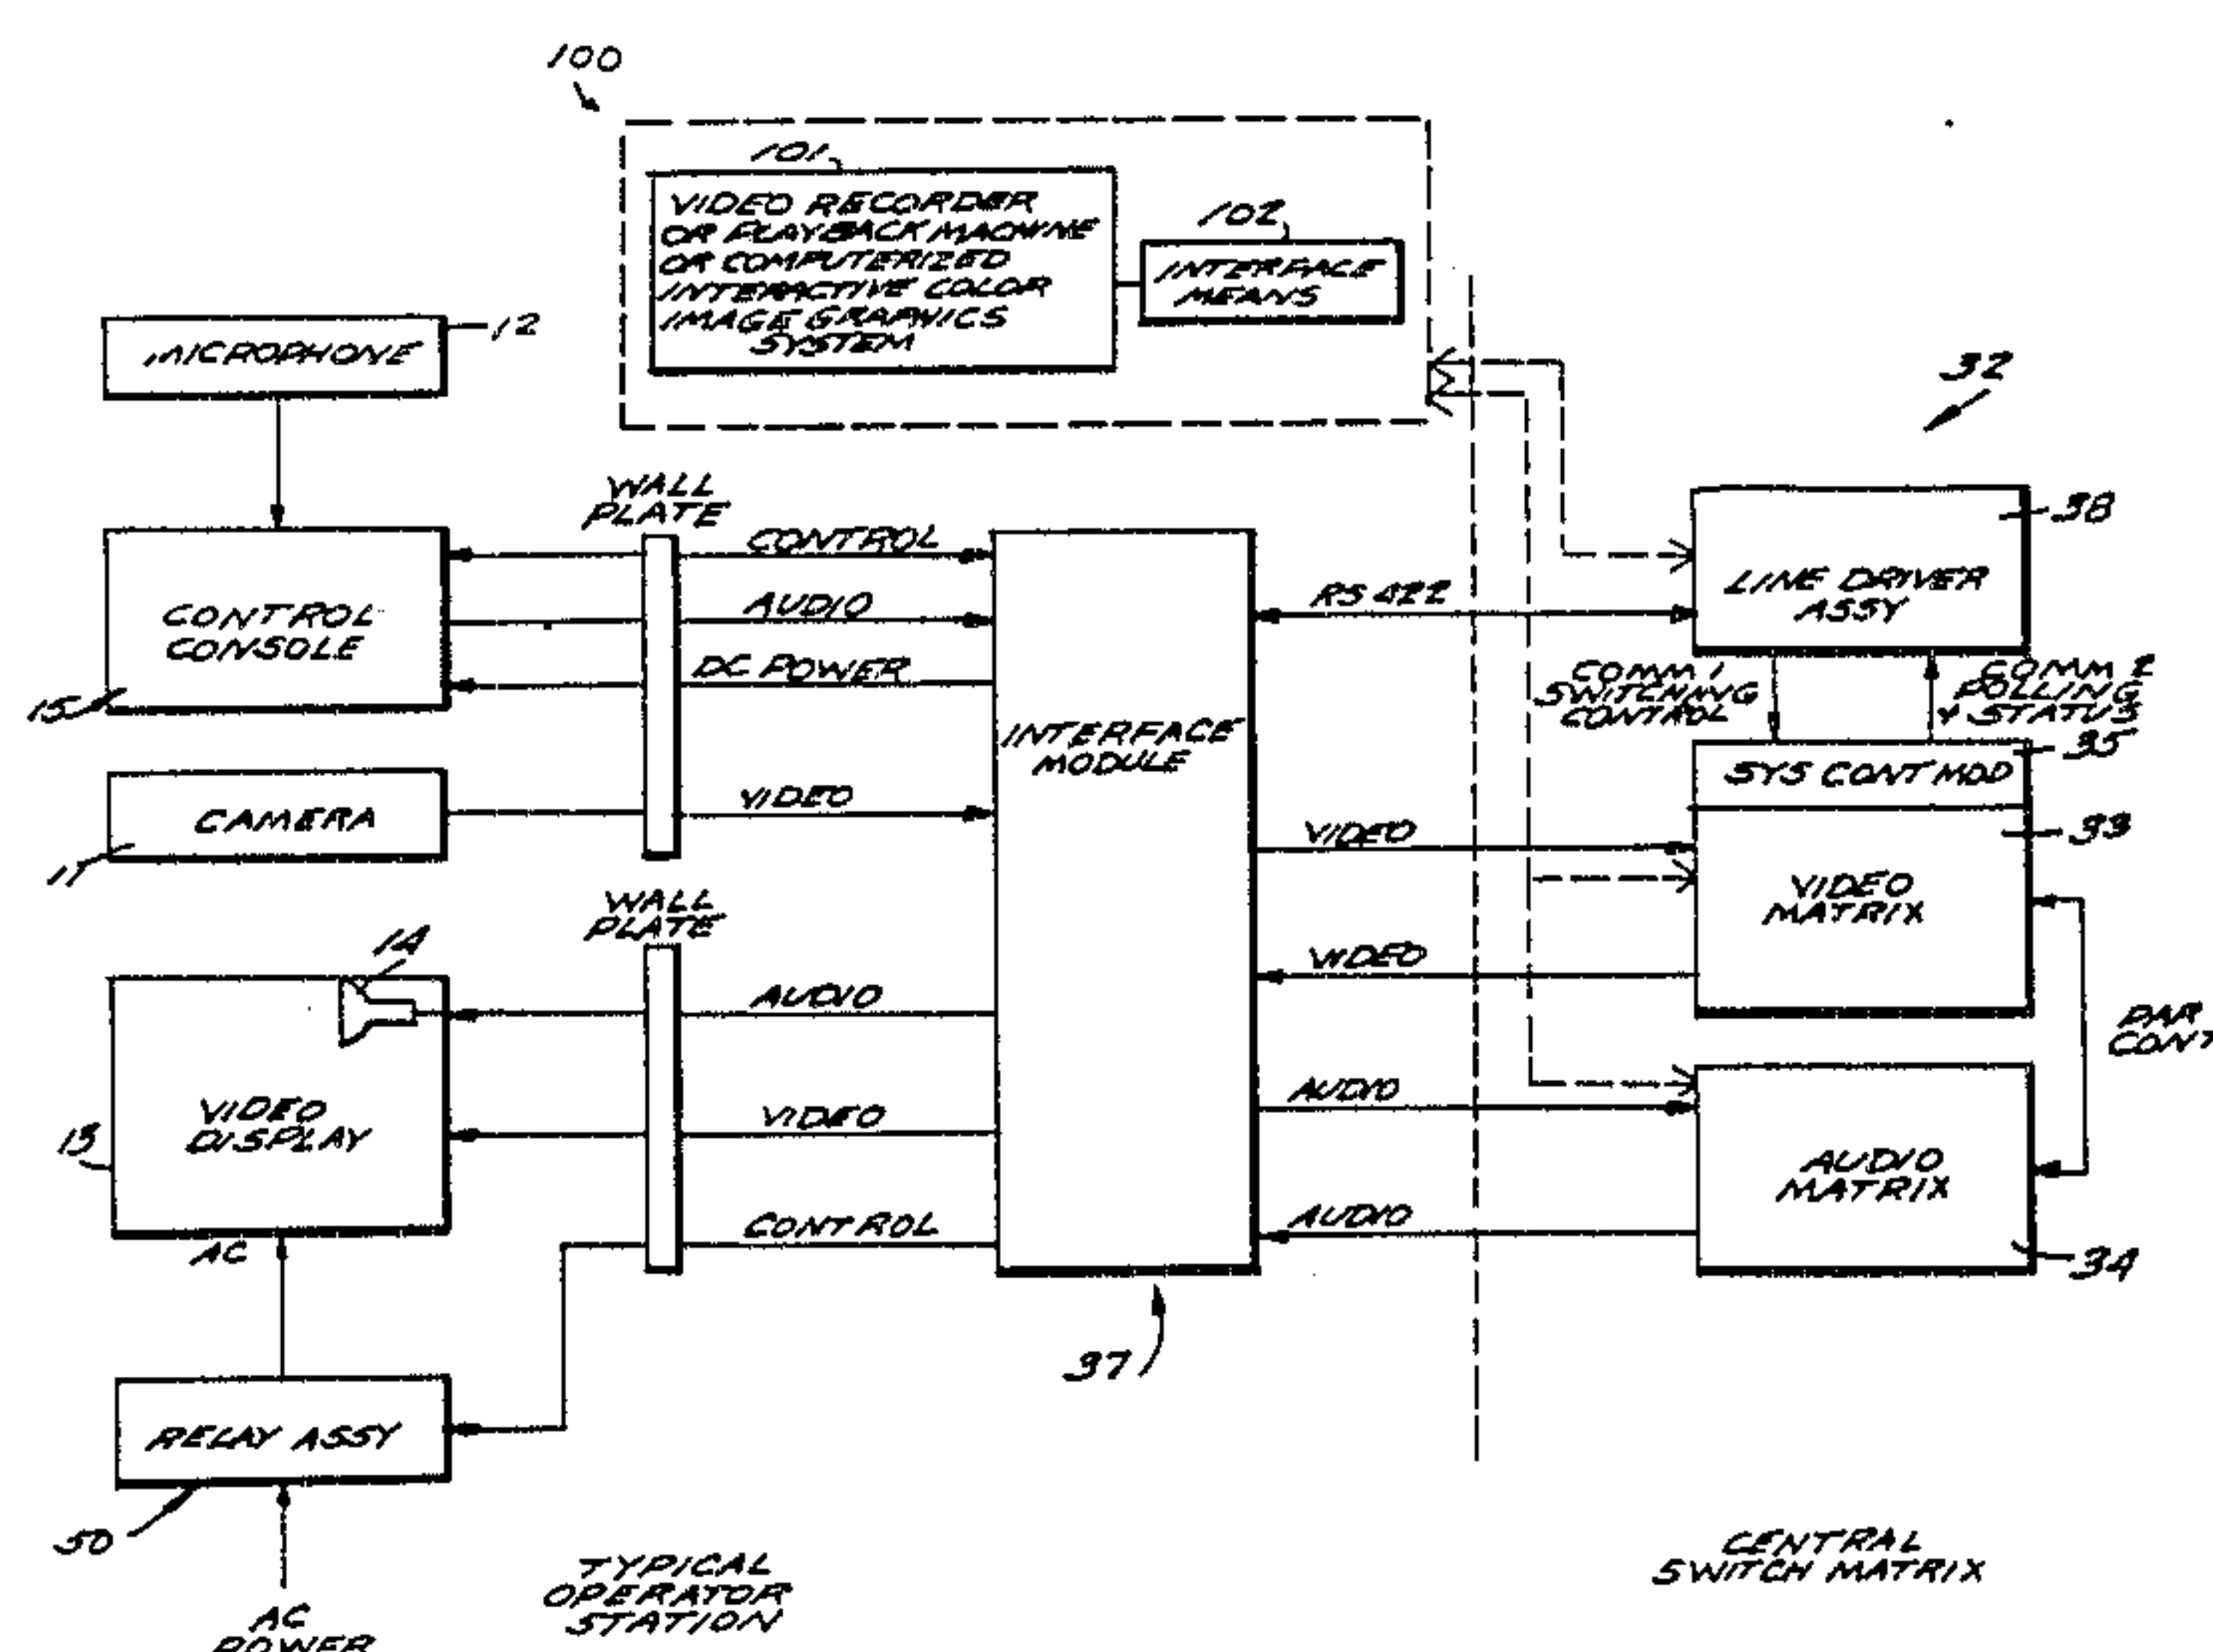 100
101
VIDEO RECORDER
OR PLAYBACK MACHINE
OR COMPUTERIZED
INTERACTIVE COLOR
IMAGE GRAPHICS
SYSTEM
102
INTERFACE
MEANS
MICROPHONE
12
32
WALL
PLATE
CONTROL
CONSOLE
15
CONTROL
AUDIO
DC POWER
VIDEO
CAMERA
11
INTERFACE
MODULE
RS 422
38
LINE DRIVER
ASSY
COMM 1
SWITCHING
CONTROL
COMM 2
POLLING
& STATUS
35
SYS CONT MOD
33
VIDEO
MATRIX
VIDEO
VIDEO
WALL
PLATE
14
VIDEO
DISPLAY
13
AUDIO
VIDEO
CONTROL
AUDIO
AUDIO
PAR
CONT
AUDIO
MATRIX
34
AC
37
RELAY ASSY
50
AC
POWER
TYPICAL
OPERATOR
STATION
CENTRAL
SWITCH MATRIX